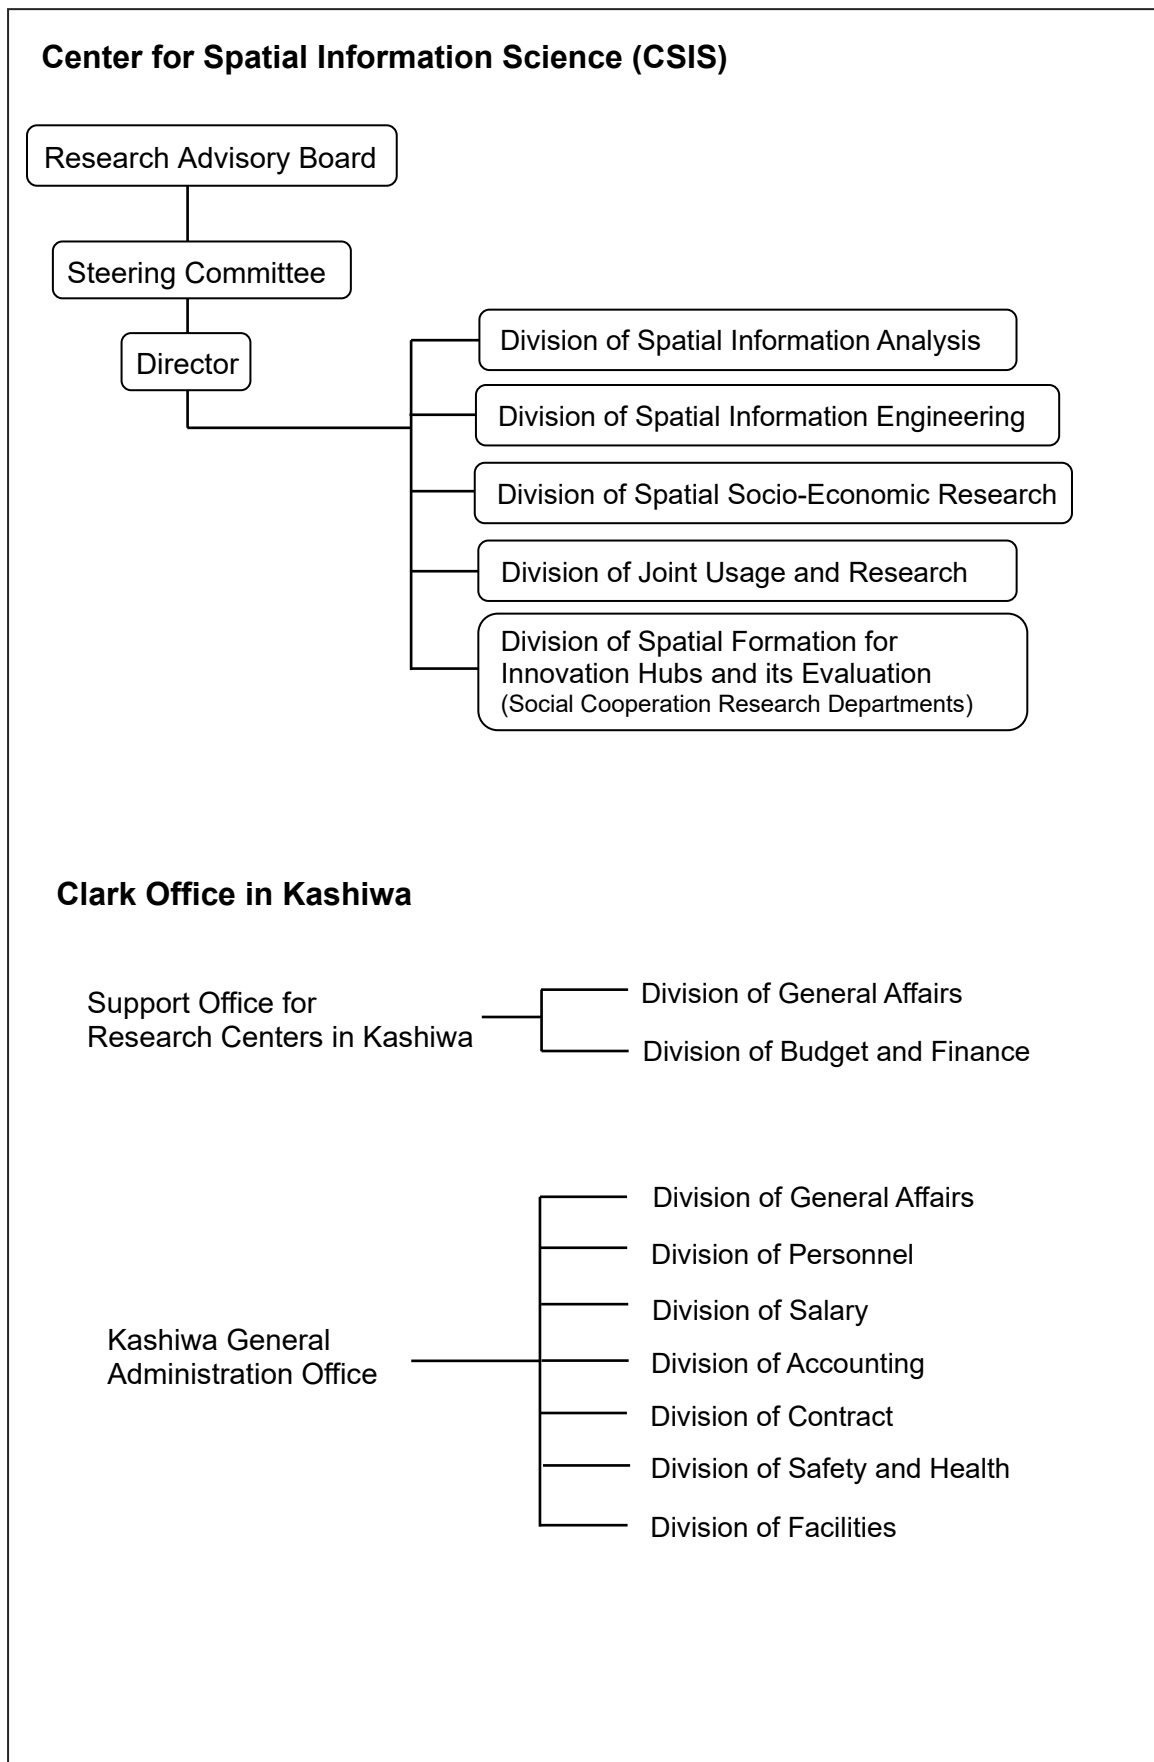 Center for Spatial Information Science (CSIS)
Research Advisory Board
Steering Committee
Director
Division of Spatial Information Analysis
Division of Spatial Information Engineering
Division of Spatial Socio-Economic Research
Division of Joint Usage and Research
Division of Spatial Formation for
Innovation Hubs and its Evaluation
(Social Cooperation Research Departments)
Clark Office in Kashiwa
Support Office for
Research Centers in Kashiwa
Division of General Affairs
Division of Budget and Finance
Kashiwa General
Administration Office
Division of General Affairs
Division of Personnel
Division of Salary
Division of Accounting
Division of Contract
Division of Safety and Health
Division of Facilities